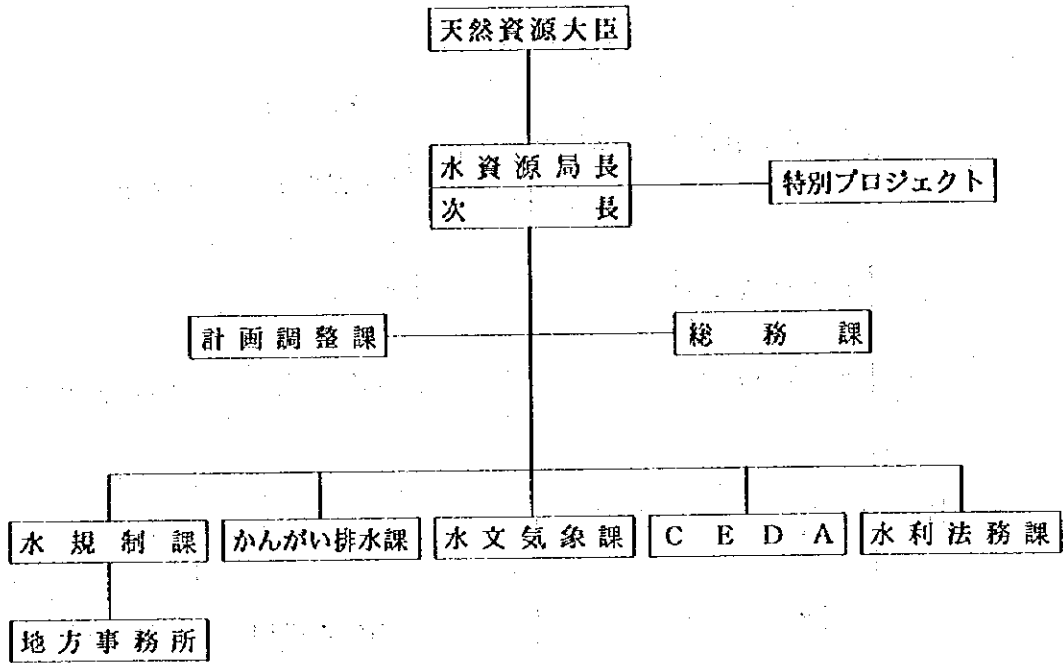 天然資源大臣
水資源局長
次長
特別プロジェクト
計画調整課
総務課
水規制課
かんがい排水課
水文気象課
CEDA
水利法務課
地方事務所